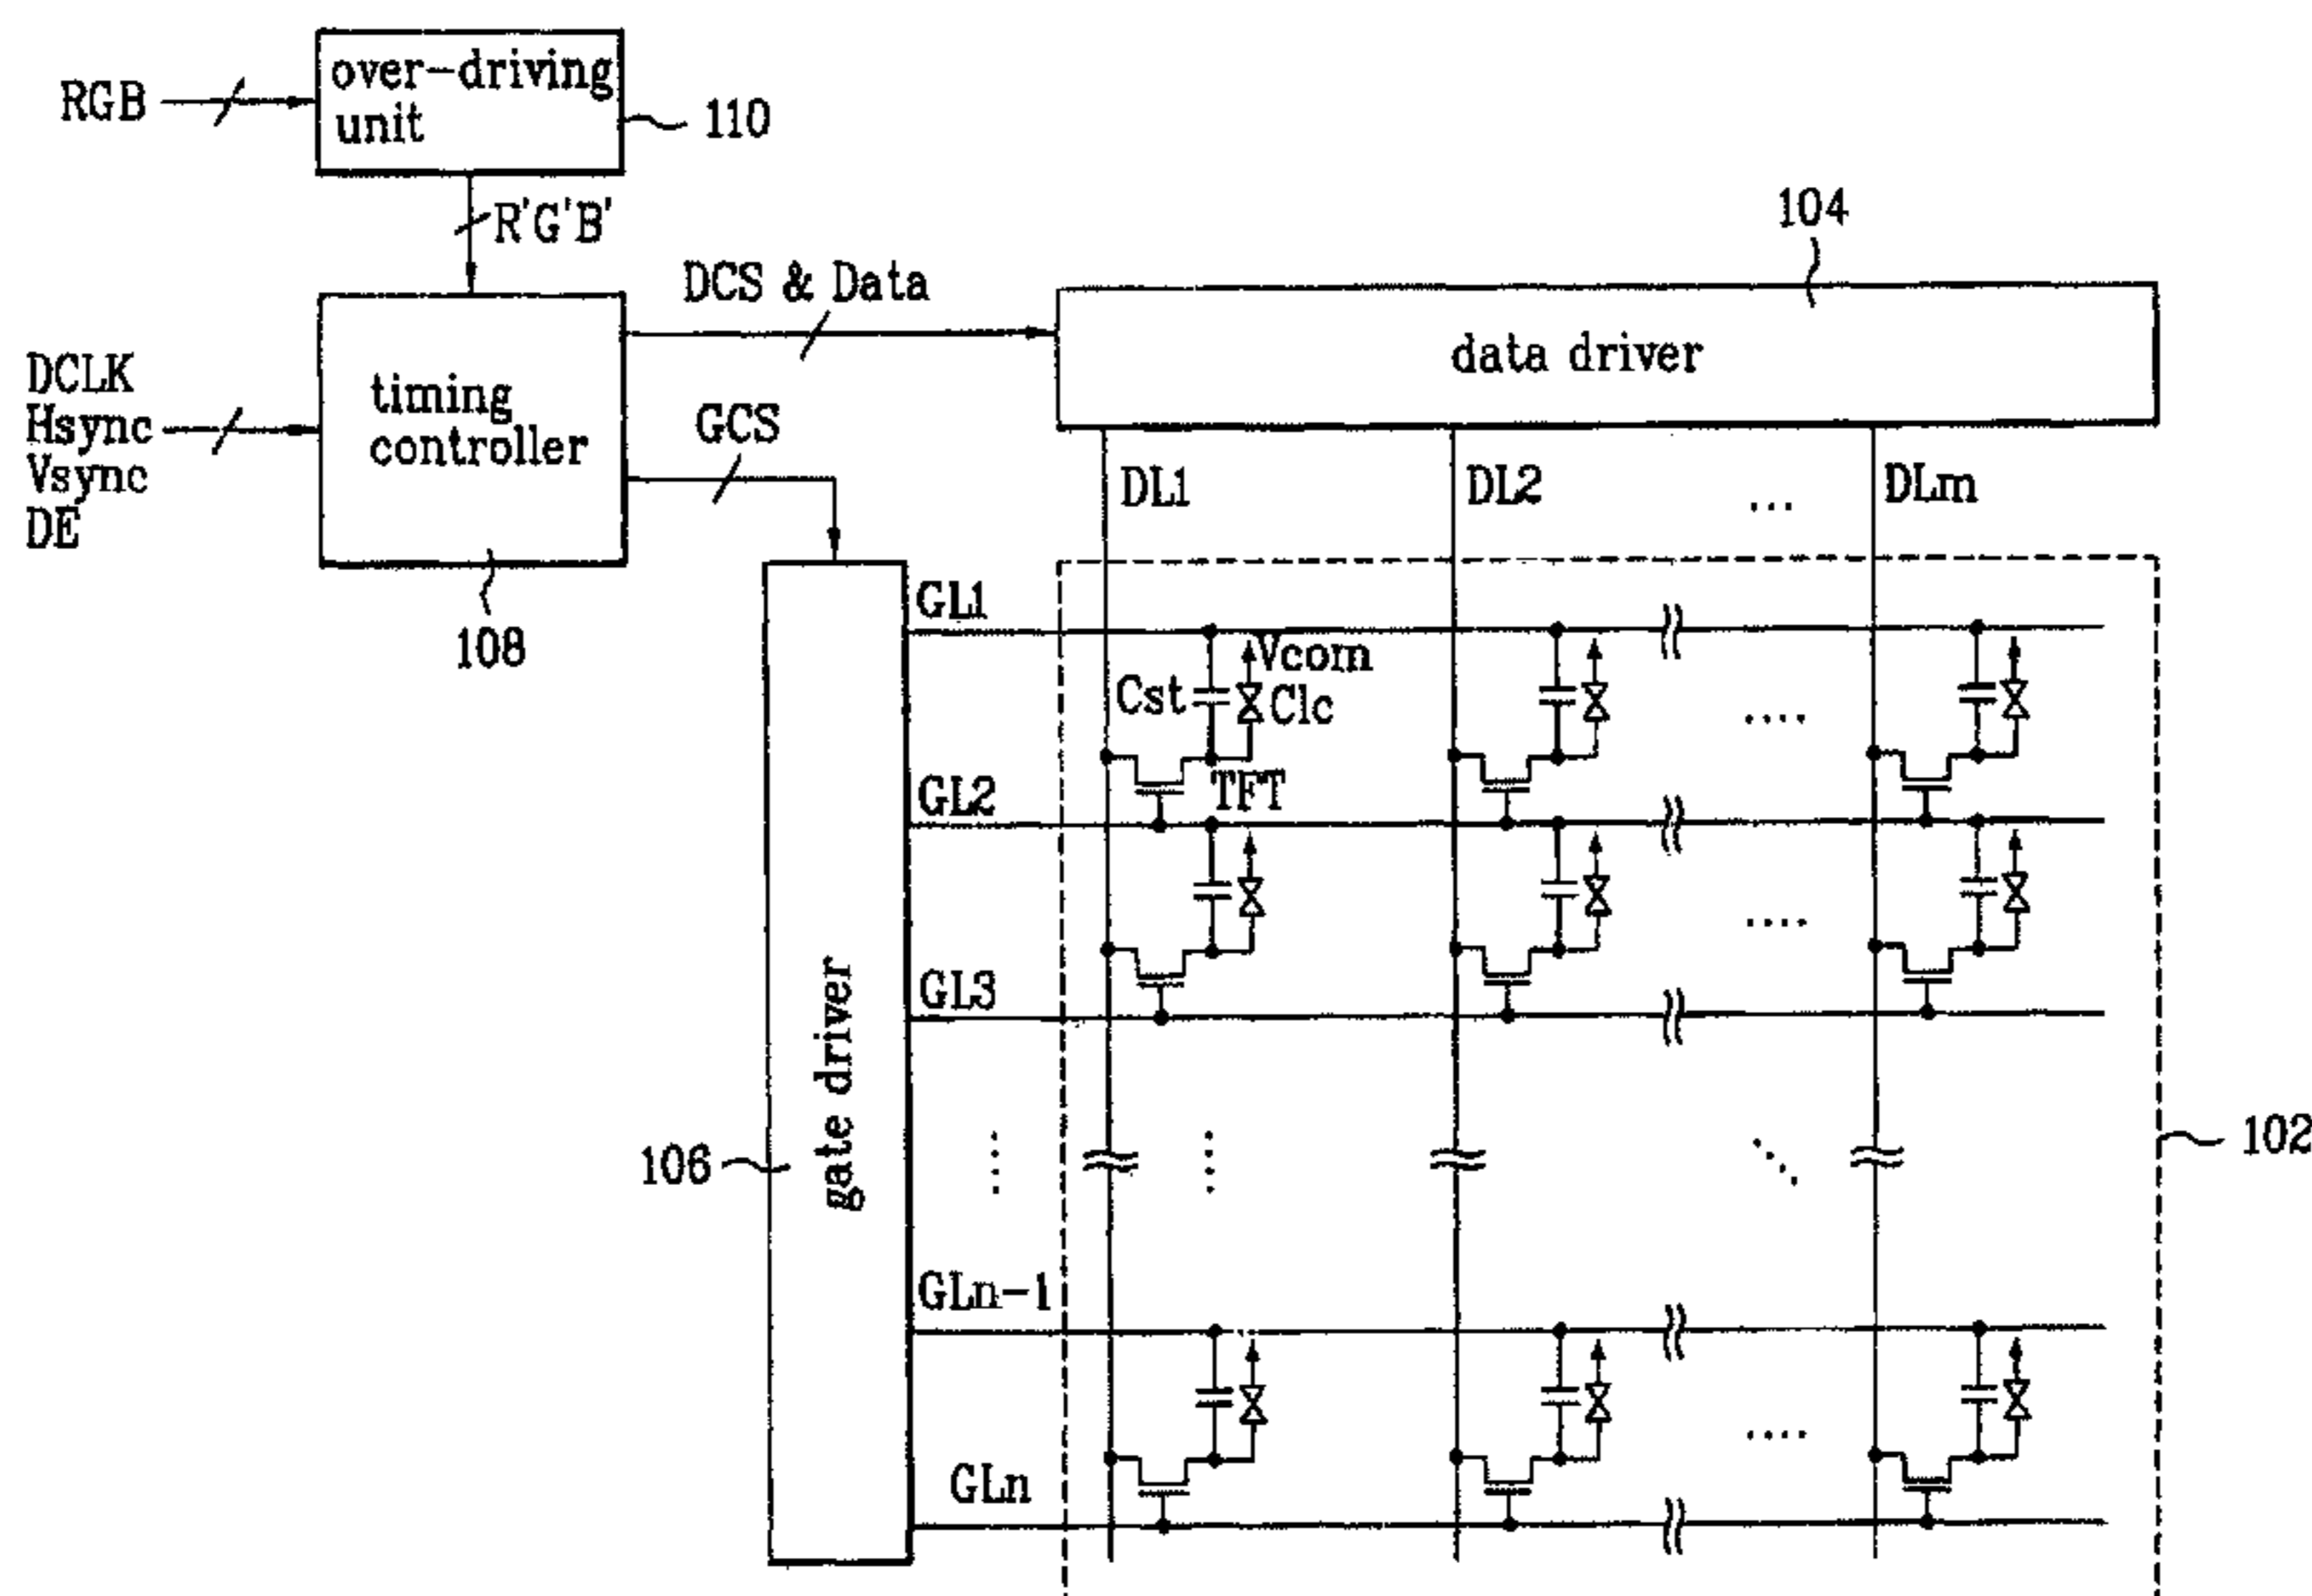 over-driving
unit
RGB
110
R'G'B'
104
DCS & Data
data driver
DCLK
Hsync
Vsync
DE
timing
controller
GCS
DL1
DL2
...
DLm
108
GL1
Vcom
Cst
Clc
....
GL2
TFT
....
GL3
gate driver
106
....
....
....
102
GLn-1
....
GLn